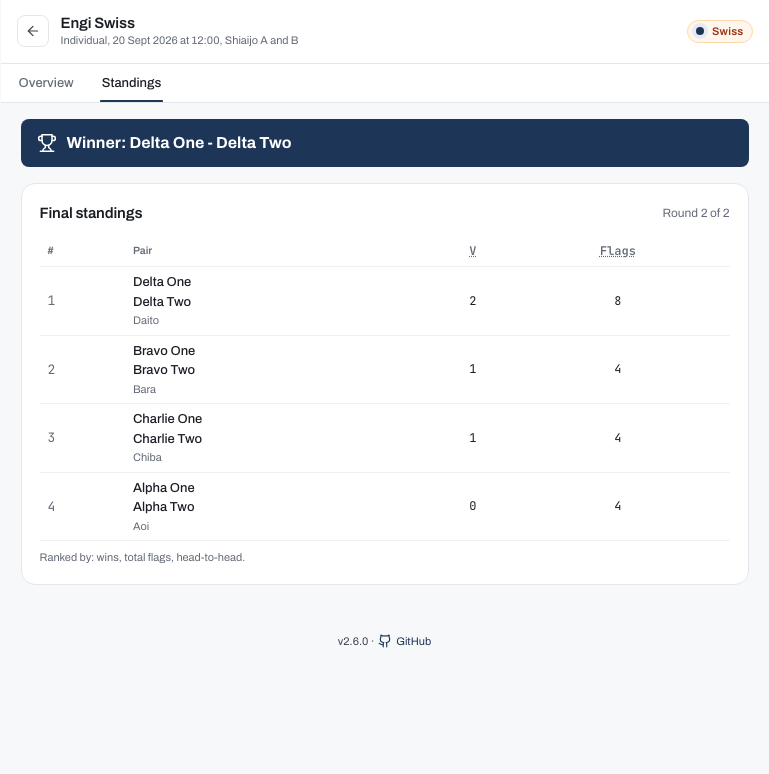 Engi Swiss
Individual, 20 Sept 2026 at 12:00, Shiaijo A and B
Swiss
Overview Standings
Winner: Delta One - Delta Two
Final standings Round 2 of 2
# Pair V Flags
Delta One
1 Delta Two 2 8
Daito
Bravo One
2 Bravo Two 1 4
Bara
Charlie One
3 Charlie Two 1 4
Chiba
Alpha One
4 Alpha Two 0 4
Aoi
Ranked by: wins, total flags, head-to-head.
v2.6.0 · GitHub